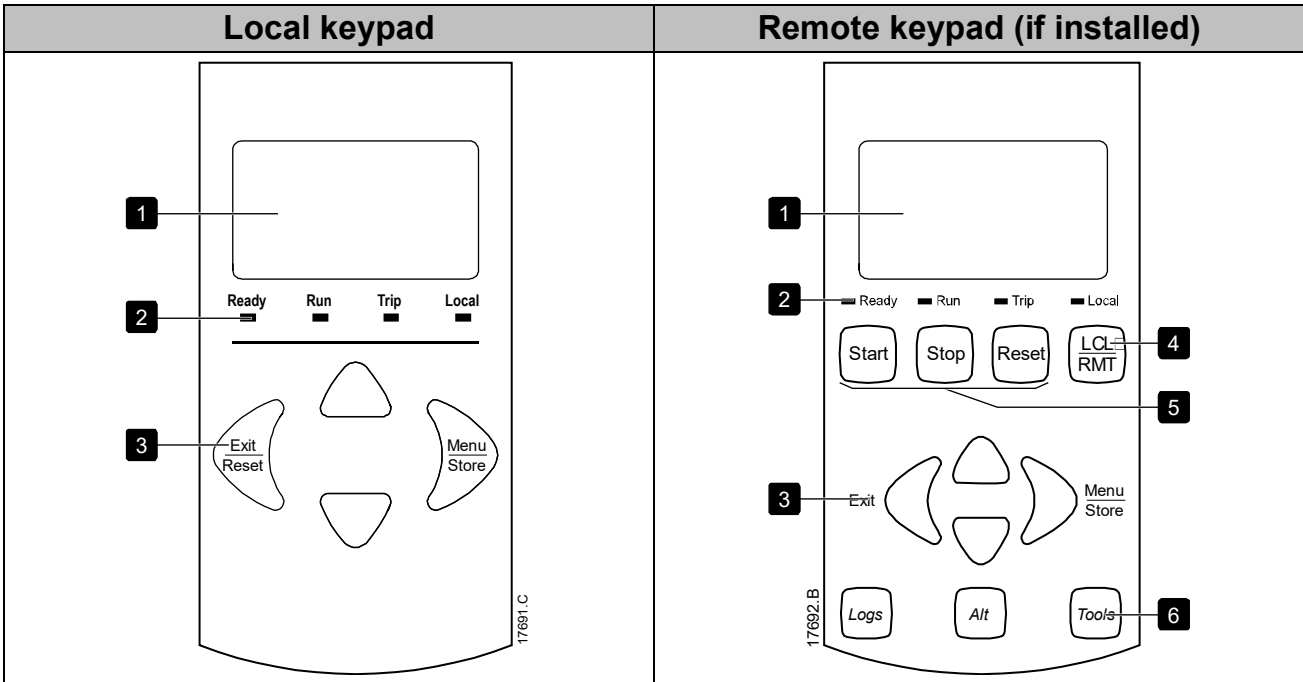 Local keypad
Remote keypad (if installed)
1
Ready Run Trip Local
2
3
Exit
Reset
Menu
Store
17691.C
1
2
Ready Run Trip Local
Start Stop Reset
LCL
RMT
4
5
3
Exit
Menu
Store
17692.B
Logs Alt Tools
6